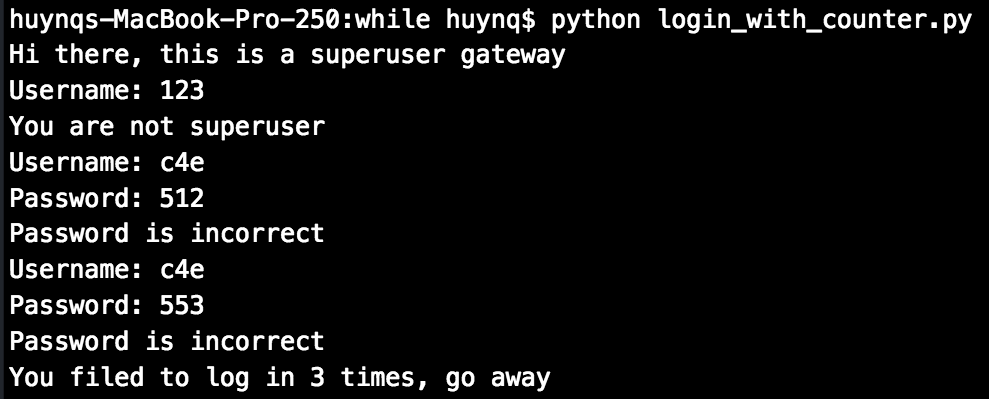 huynqs-MacBook-Pro-250:while huynq$ python login_with_counter.py
Hi there, this is a superuser gateway
Username: 123
You are not superuser
Username: c4e
Password: 512
Password is incorrect
Username: c4e
Password: 553
Password is incorrect
You filed to log in 3 times, go away